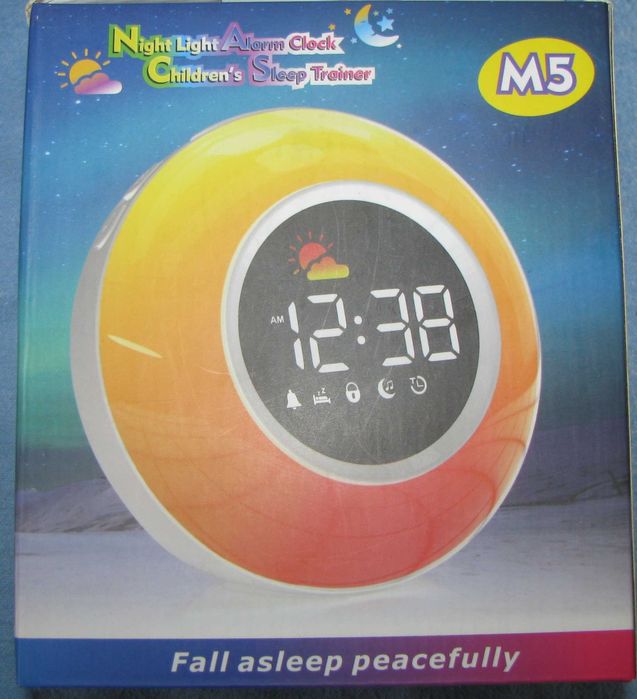 Night Light Alarm Clock
Children's Sleep Trainer
M5
AM
12:38
Z Z
T
Fall asleep peacefully